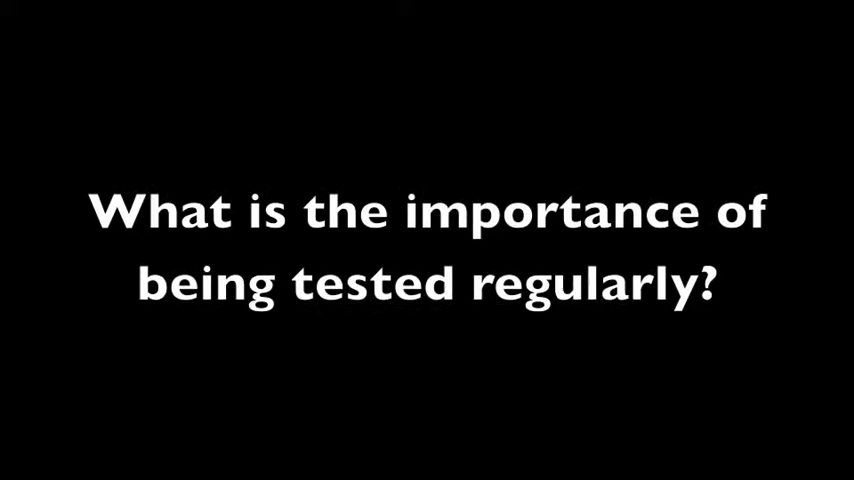 What is the importance of
being tested regularly?